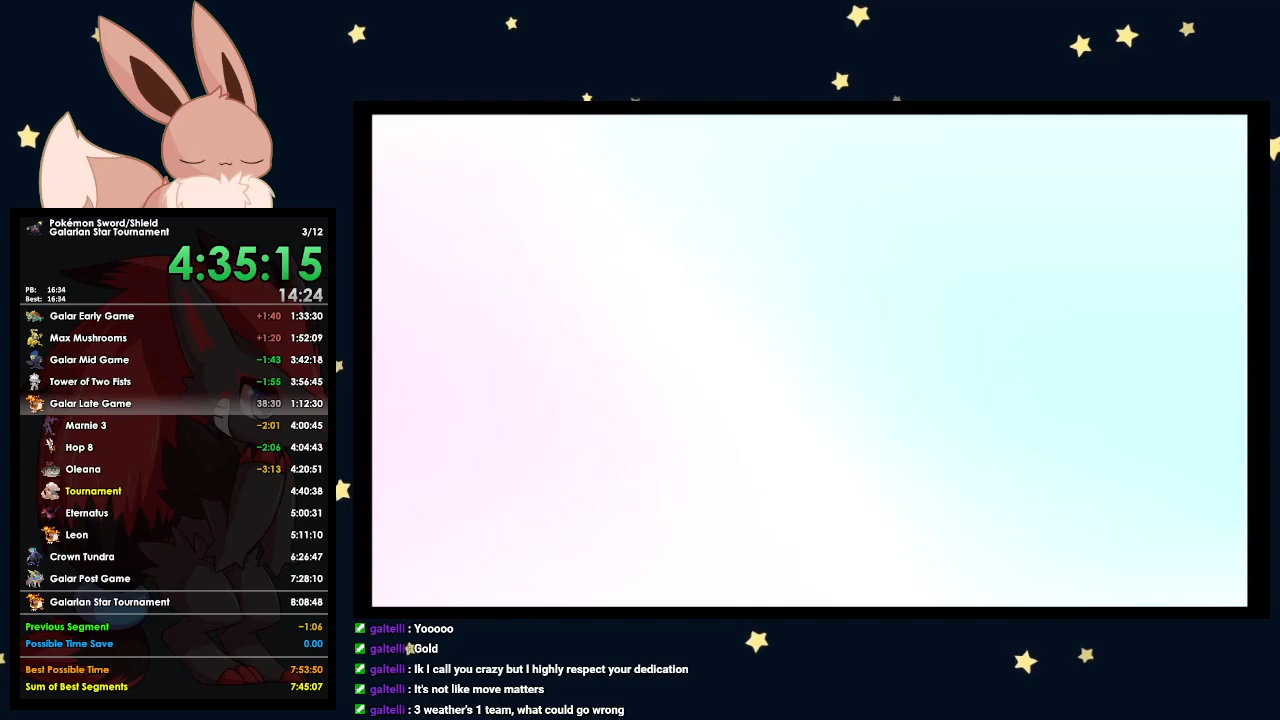 Pokémon Sword/Shield
Galarian Star Tournament 3/12
4:35:15
PB: 16:34
Best: 16:34
14:24
Galar Early Game +1:40 1:33:30
Max Mushrooms +1:20 1:52:09
Galar Mid Game −1:43 3:42:18
Tower of Two Fists −1:55 3:56:45
Galar Late Game 38:30 1:12:30
Marnie 3 −2:01 4:00:45
Hop 8 −2:06 4:04:43
Oleana −3:13 4:20:51
Tournament 4:40:38
Eternatus 5:00:31
Leon 5:11:10
Crown Tundra 6:26:47
Galar Post Game 7:28:10
Galarian Star Tournament 8:08:48
Previous Segment −1:06
Possible Time Save 0.00
Best Possible Time 7:53:50
Sum of Best Segments 7:45:07
galtelli : Yooooo
galtelli : Gold
galtelli : Ik I call you crazy but I highly respect your dedication
galtelli : It's not like move matters
galtelli : 3 weather's 1 team, what could go wrong